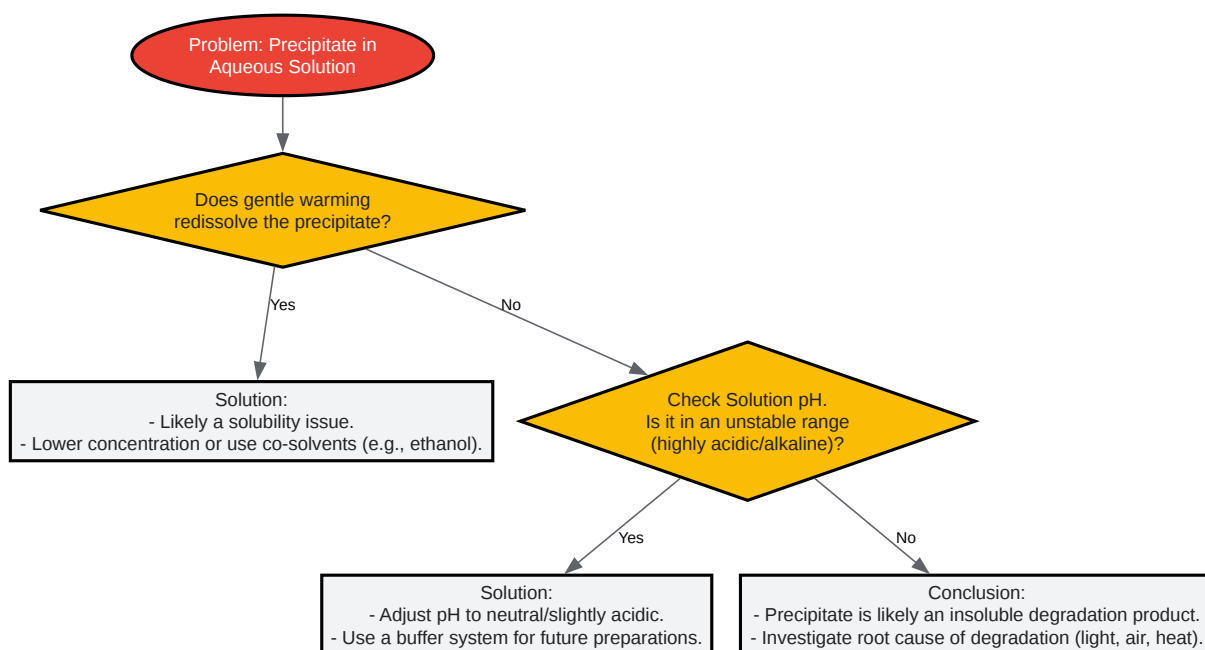 Problem: Precipitate in
Aqueous Solution
Does gentle warming
redissolve the precipitate?
Yes
No
Solution:
- Likely a solubility issue.
- Lower concentration or use co-solvents (e.g., ethanol).
Check Solution pH.
Is it in an unstable range
(highly acidic/alkaline)?
Yes
No
Solution:
- Adjust pH to neutral/slightly acidic.
- Use a buffer system for future preparations.
Conclusion:
- Precipitate is likely an insoluble degradation product.
- Investigate root cause of degradation (light, air, heat).